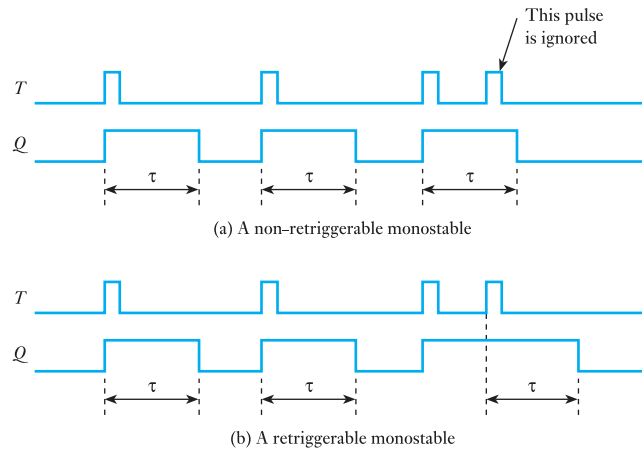 This pulse
is ignored
T
Q
τ τ τ
(a) A non–retriggerable monostable
T
Q
τ τ τ
(b) A retriggerable monostable